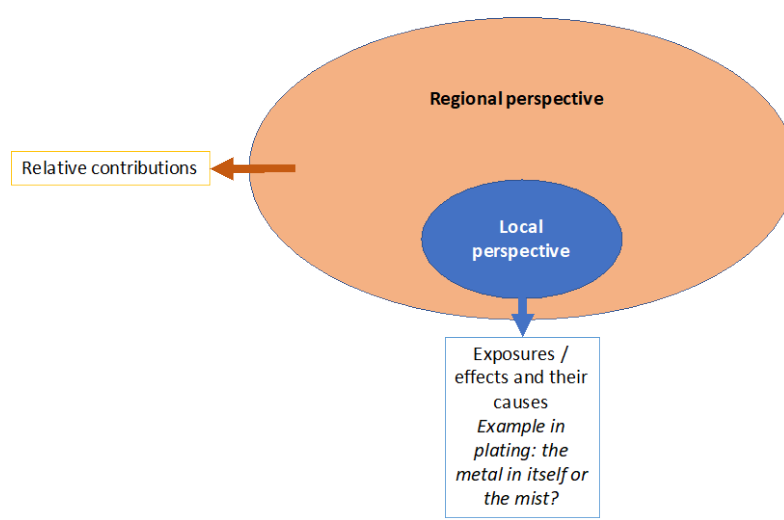 Regional perspective
Relative contributions
Local
perspective
Exposures /
effects and their
causes
Example in
plating: the
metal in itself or
the mist?